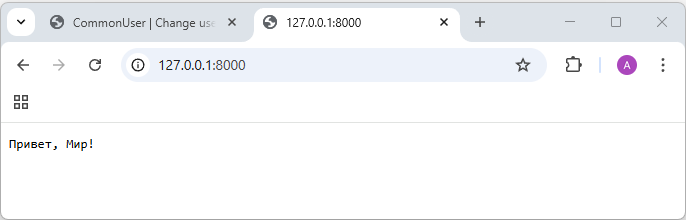 CommonUser | Change use
127.0.0.1:8000
127.0.0.1:8000
A
Привет, Мир!